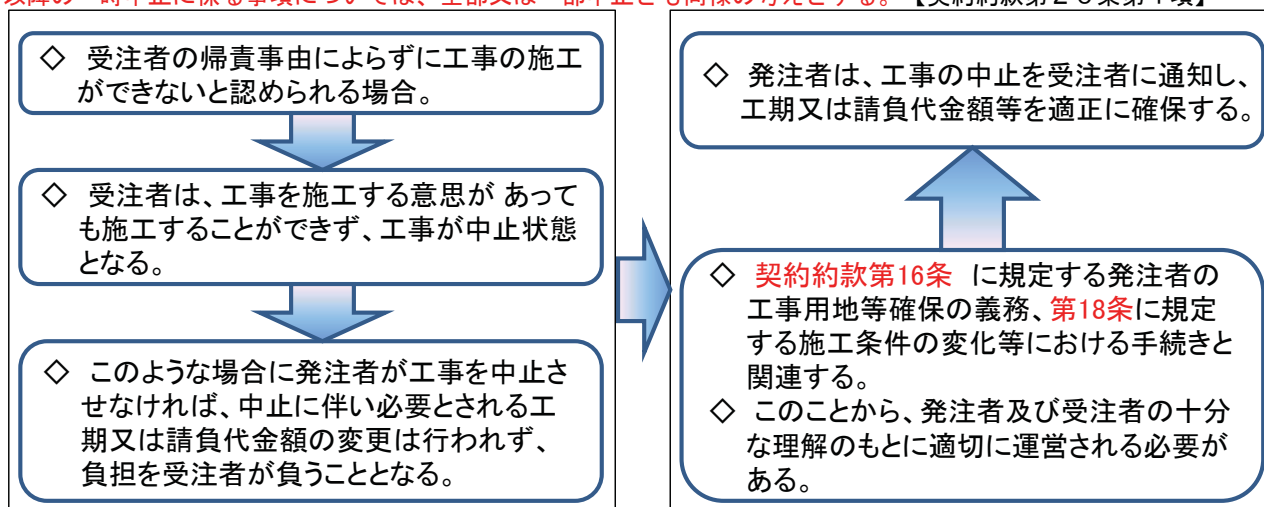 以降の一時中止に係る事項については、全部又は一部中止とも同様の考えとする。【契約約款第20条第1項】
◇ 受注者の帰責事由によらずに工事の施工
ができないと認められる場合。
◇ 受注者は、工事を施工する意思が あって
も施工することができず、工事が中止状態
となる。
◇ このような場合に発注者が工事を中止さ
せなければ、中止に伴い必要とされる工
期又は請負代金額の変更は行われず、
負担を受注者が負うこととなる。
◇ 発注者は、工事の中止を受注者に通知し、
工期又は請負代金額等を適正に確保する。
◇ 契約約款第16条 に規定する発注者の
工事用地等確保の義務、第18条に規定
する施工条件の変化等における手続きと
関連する。
◇ このことから、発注者及び受注者の十分
な理解のもとに適切に運営される必要が
ある。